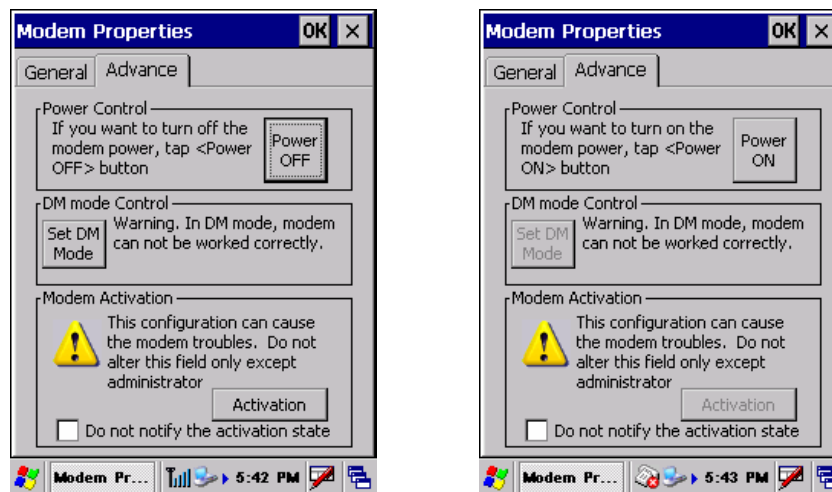 Modem Properties OK ×
General Advance
Power Control
If you want to turn off the
modem power, tap <Power
OFF> button
Power
OFF
DM mode Control
Set DM
Mode
Warning. In DM mode, modem
can not be worked correctly.
Modem Activation
This configuration can cause
the modem troubles. Do not
alter this field only except
administrator
Activation
Do not notify the activation state
Modem Pr... 5:42 PM
Modem Properties OK ×
General Advance
Power Control
If you want to turn on the
modem power, tap <Power
ON> button
Power
ON
DM mode Control
Set DM
Mode
Warning. In DM mode, modem
can not be worked correctly.
Modem Activation
This configuration can cause
the modem troubles. Do not
alter this field only except
administrator
Activation
Do not notify the activation state
Modem Pr... 5:43 PM